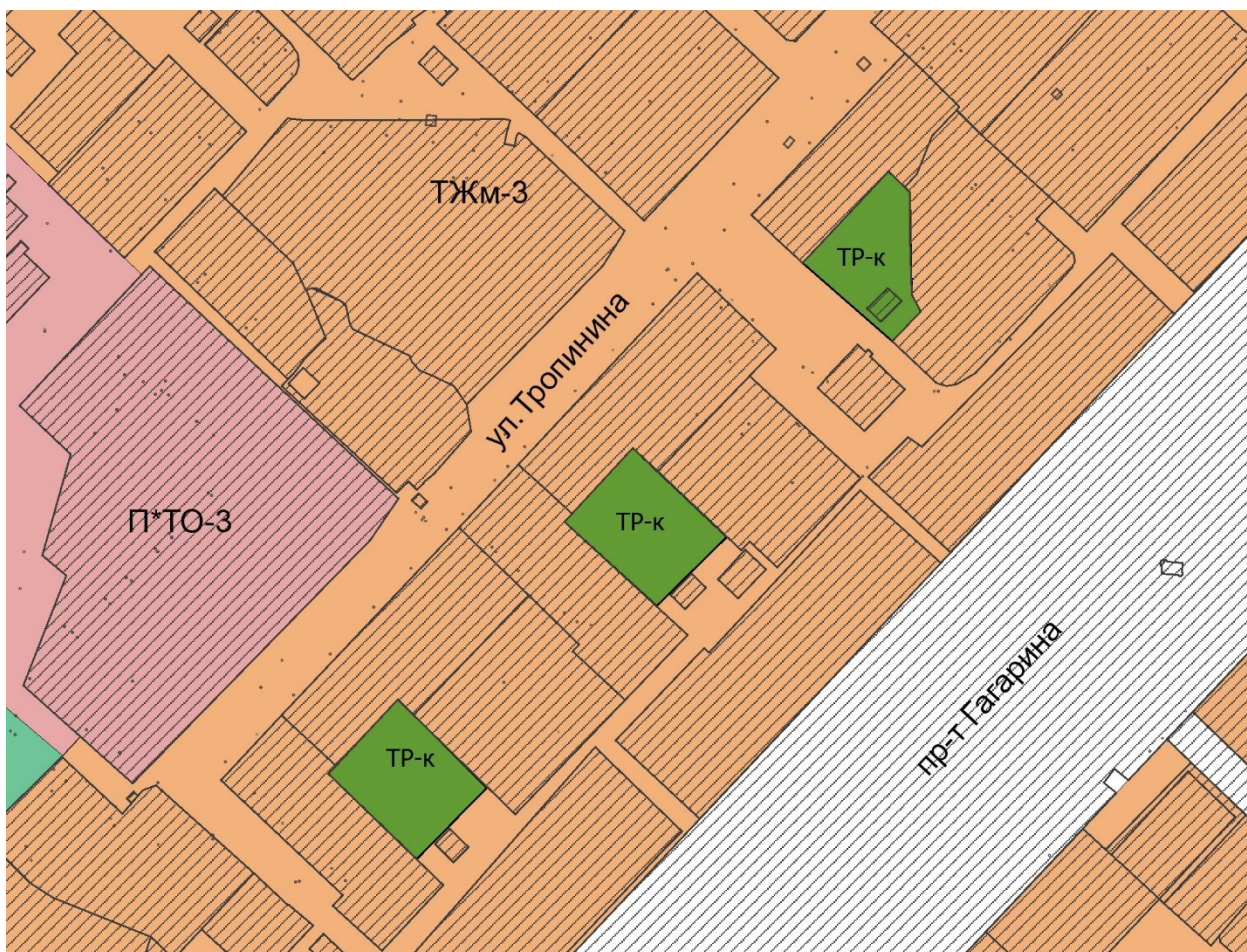 ТЖм-3
ТР-к
ул. Тропинина
П*ТО-3
ТР-к
пр-т Гагарина
ТР-к